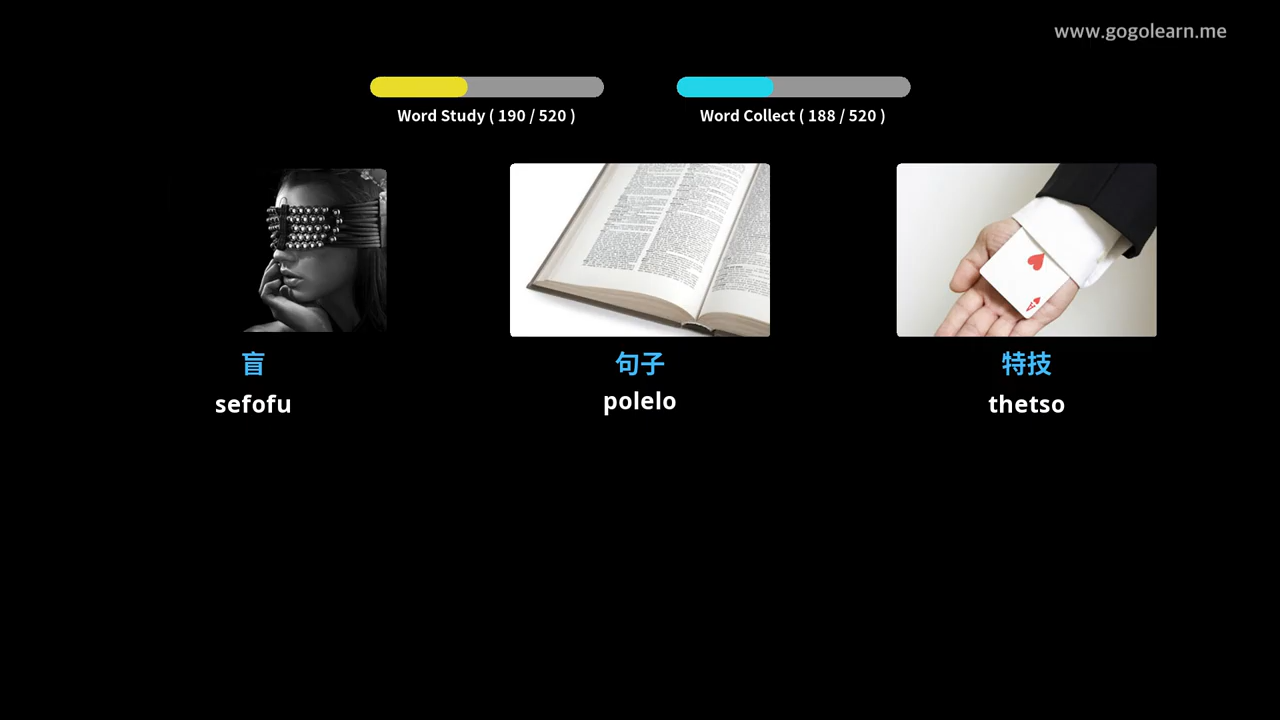 www.gogolearn.me
Word Study ( 190 / 520 )
Word Collect ( 188 / 520 )
盲
句子
特技
sefofu
polelo
thetso